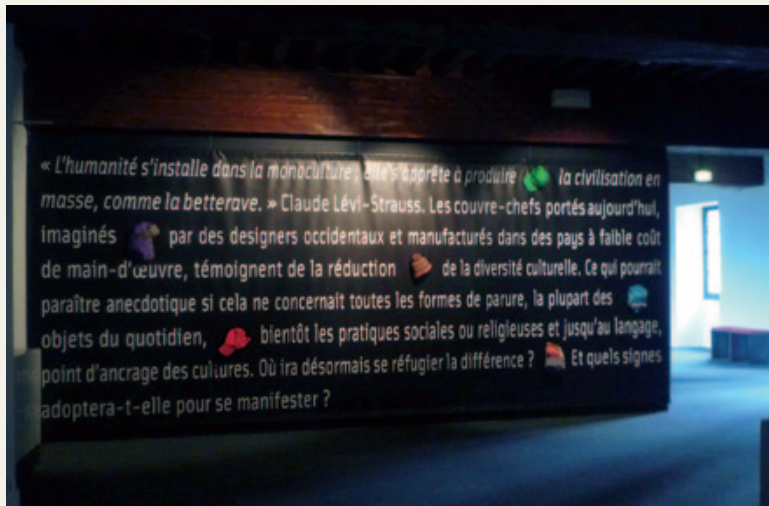 « L'humanité s'installe dans la monoculture ; elle s'apprête à produire la civilisation en
masse, comme la betterave. » Claude Lévi-Strauss. Les couvre-chefs portés aujourd'hui,
imaginés par des designers occidentaux et manufacturés dans des pays à faible coût
de main-d'œuvre, témoignent de la réduction de la diversité culturelle. Ce qui pourrait
paraître anecdotique si cela ne concernait toutes les formes de parure, la plupart des
objets du quotidien, bientôt les pratiques sociales ou religieuses et jusqu'au langage,
point d'ancrage des cultures. Où ira désormais se réfugier la différence ? Et quels signes
adoptera-t-elle pour se manifester ?